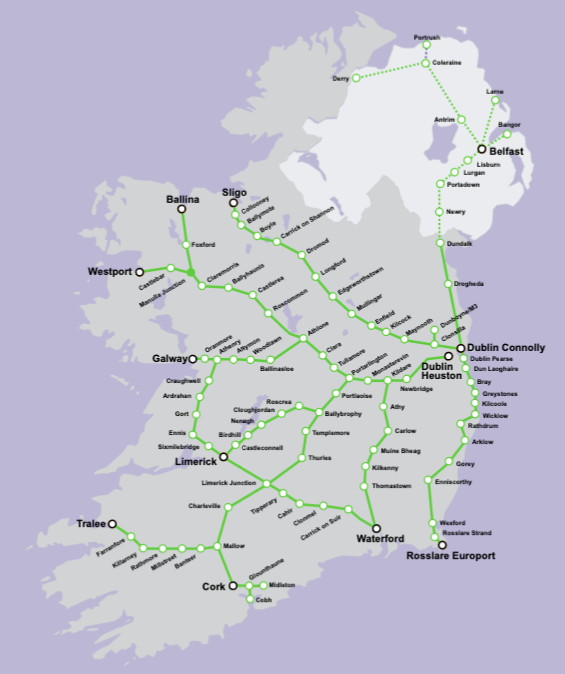 Portrush
Coleraine
Derry
Larne
Antrim
Bangor
Belfast
Lisburn
Lurgan
Portadown
Newry
Dundalk
Drogheda
Sligo
Collooney
Ballymote
Boyle
Carrick on Shannon
Dromod
Longford
Edgeworthstown
Mullingar
Enfield
Kilcock
Maynooth
Dunboyne/M3
Clonsilla
Ballina
Foxford
Westport
Castlebar
Manulla Junction
Claremorris
Ballyhaunis
Castlerea
Roscommon
Athlone
Clara
Tullamore
Portarlington
Monasterevin
Kildare
Newbridge
Dublin
Heuston
Dublin Connolly
Dublin Pearse
Dun Laoghaire
Bray
Greystones
Kilcoole
Wicklow
Rathdrum
Arklow
Gorey
Enniscorthy
Wexford
Rosslare Strand
Rosslare Europort
Galway
Oranmore
Athenry
Attymon
Woodlawn
Ballinasloe
Craughwell
Ardrahan
Gort
Ennis
Sixmilebridge
Limerick
Castleconnell
Birdhill
Nenagh
Cloughjordan
Roscrea
Ballybrophy
Portlaoise
Templemore
Thurles
Athy
Carlow
Muine Bheag
Kilkenny
Thomastown
Waterford
Limerick Junction
Tipperary
Cahir
Clonmel
Carrick on Suir
Charleville
Mallow
Banteer
Millstreet
Rathmore
Killarney
Farranfore
Tralee
Cork
Glounthaune
Midleton
Cobh